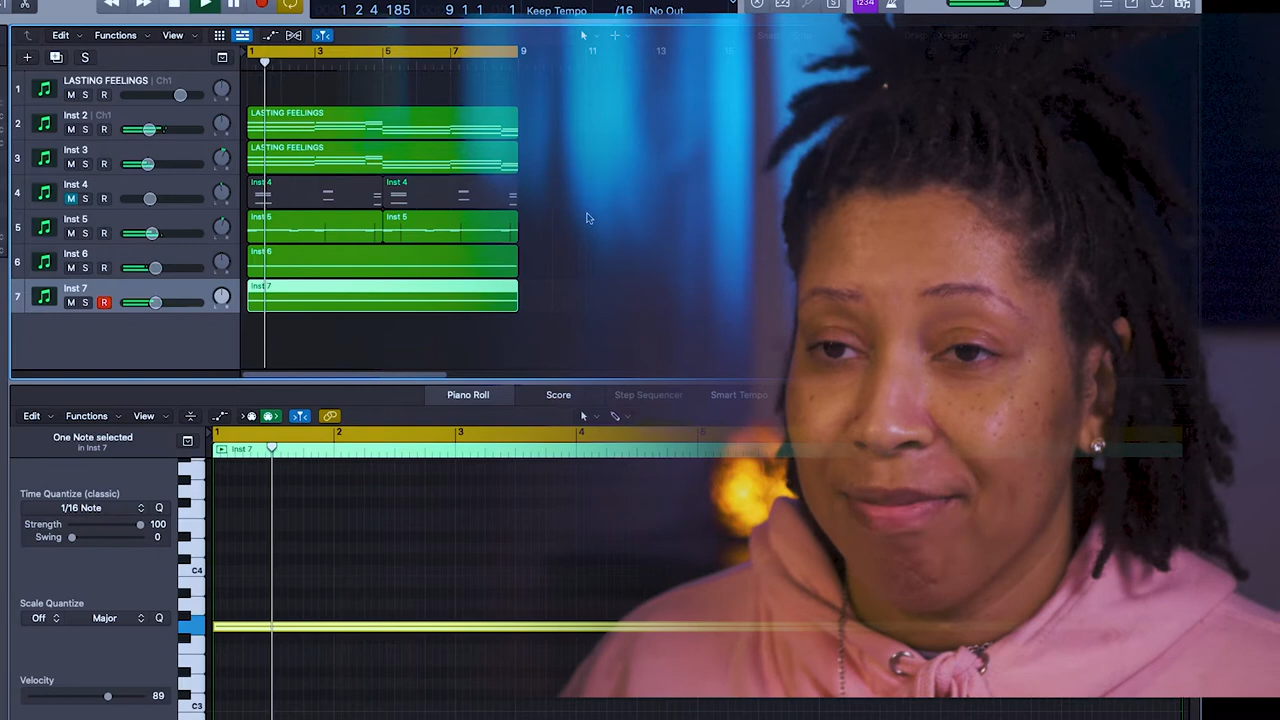 1 2 4 185 9 1 1 1 Keep Tempo /16 No Out 1234
Edit Functions View
1 3 5 7 9 11 13
S
1 LASTING FEELINGS | Ch1
M S R
2 Inst 2 | Ch1
M S R
LASTING FEELINGS
3 Inst 3
M S R
LASTING FEELINGS
4 Inst 4
M S R
Inst 4 Inst 4
5 Inst 5
M S R
Inst 5 Inst 5
6 Inst 6
M S R
Inst 6
7 Inst 7
M S R
Inst 7
Piano Roll Score Step Sequencer Smart Tempo
Edit Functions View
One Note selected
in Inst 7
1 2 3 4 5
Inst 7
Time Quantize (classic)
1/16 Note Q
Strength 100
Swing 0
C4
Scale Quantize
Off Major Q
Velocity
89
C3